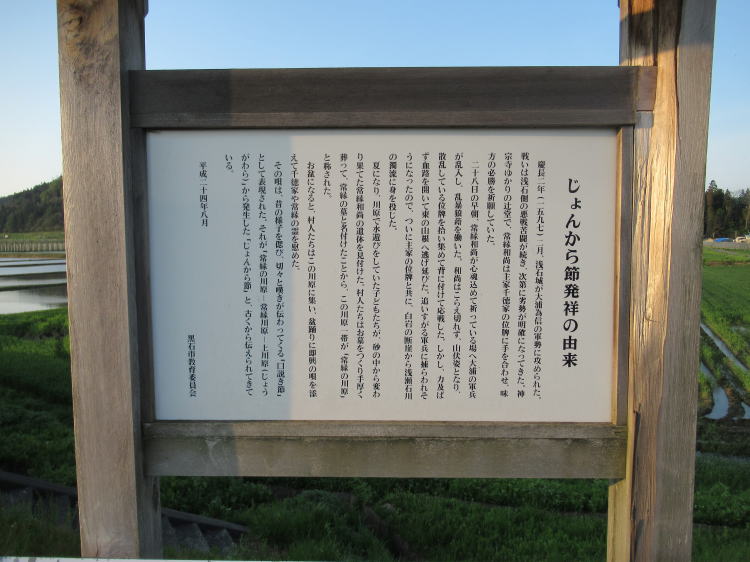 じょんから節発祥の由来
慶長二年(一五九七)二月、浅石城が大浦為信の軍勢に攻められた。
戦いは浅石側の悪戦苦闘が続き、次第に劣勢が明確になってきた。神
宗寺ゆかりの辻堂で、常縁和尚は主家千徳家の位牌に手を合わせ、味
方の必勝を祈願していた。
二十八日の早朝、常縁和尚が心魂込めて祈っている場へ大浦の軍兵
が乱入し、乱暴狼藉を働いた。和尚はこらえ切れず、山伏姿となり、
散乱している位牌を拾い集めて背に付けて応戦した。しかし、力及ば
ず血路を開いて東の山根へ逃げ延びた。追いすがる軍兵に捕らわれそ
うになったので、ついに主家の位牌と共に、白岩の断崖から浅瀬石川
の濁流に身を投じた。
夏になり、川原で水遊びをしていた子どもたちが、砂の中から変わ
り果てた常縁和尚の遺体を見付けた。村人たちはお墓をつくり手厚く
葬って、常縁の墓と名付けたことから、この川原一帯が「常縁の川原」
と称された。
お盆になると、村人たちはこの川原に集い、盆踊りに即興の唄を添
えて千徳家や常縁の霊を慰めた。
その唄は、昔の様子を偲び、切々と嘆きが伝わってくる「口説き節」
として表現された。それが「常縁の川原―常縁川原―上川原(じょう
がわら)」から発生した「じょんから節」と、古くから伝えられてきて
いる。
平成二十四年八月
黒石市教育委員会